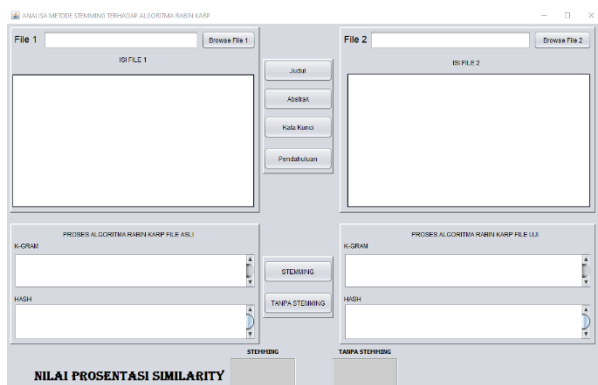 ANALISA METODE STEMMING TERHADAP ALGORITMA RABIN KARP
File 1
Browse File 1
File 2
Browse File 2
ISI FILE 1
ISI FILE 2
Judul
Abstrak
Kata Kunci
Pendahuluan
PROSES ALGORITMA RABIN KARP FILE ASLI
PROSES ALGORITMA RABIN KARP FILE UJI
K-GRAM
K-GRAM
STEMMING
HASH
TANPA STEMMING
HASH
STEMMING
TANPA STEMMING
NILAI PROSENTASI SIMILARITY